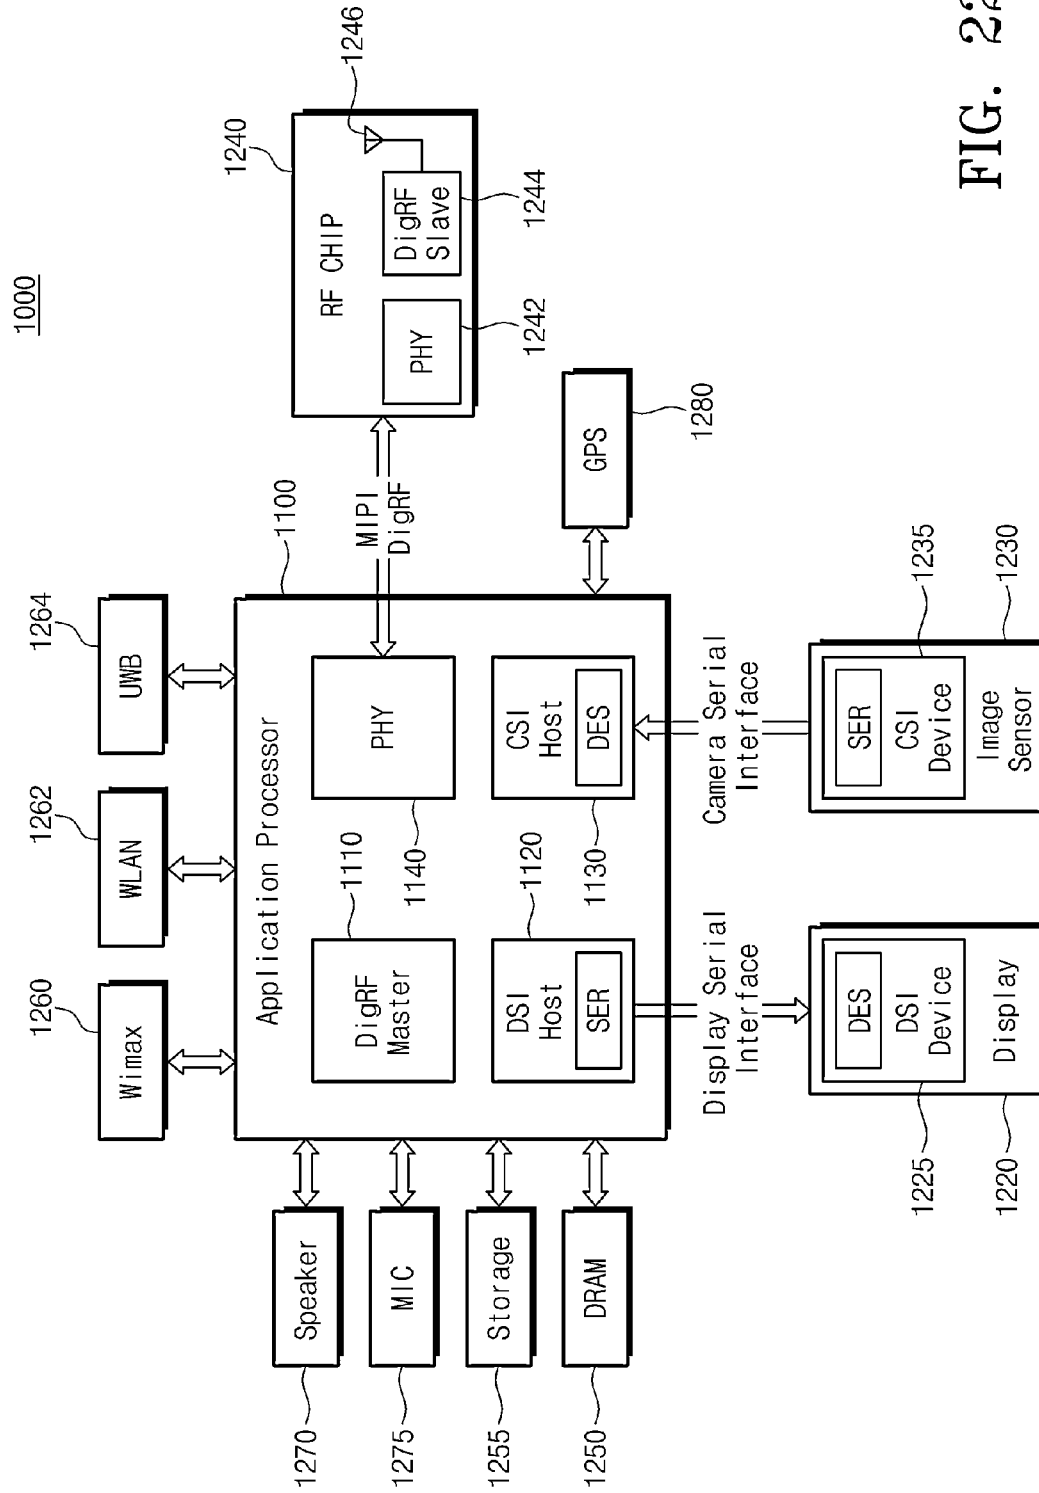 1000
1260
1262
1264
Wimax
WLAN
UWB
1240
1246
Application Processor
1100
RF CHIP
1270
Speaker
1110
DigRF
Master
PHY
1140
MIPI
DigRF
PHY
DigRF
Slave
1275
MIC
1242
1244
1255
Storage
DSI
Host
SER
1120
CSI
Host
DES
1130
GPS
1280
1250
DRAM
Display Serial
Interface
Camera Serial
Interface
1225
DES
DSI
Device
SER
CSI
Device
1235
1220
Display
Image
Sensor
1230
FIG. 22